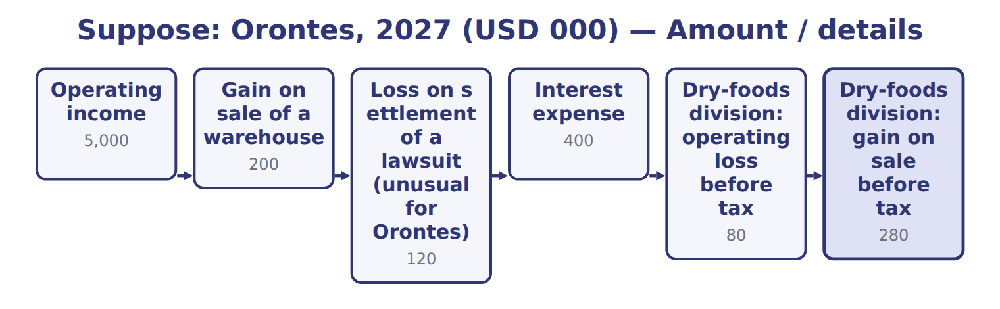 Suppose: Orontes, 2027 (USD 000) — Amount / details
Operating
income
5,000
Gain on
sale of a
warehouse
200
Loss on s
ettlement
of a
lawsuit
(unusual
for
Orontes)
120
Interest
expense
400
Dry-foods
division:
operating
loss
before
tax
80
Dry-foods
division:
gain on
sale
before
tax
280